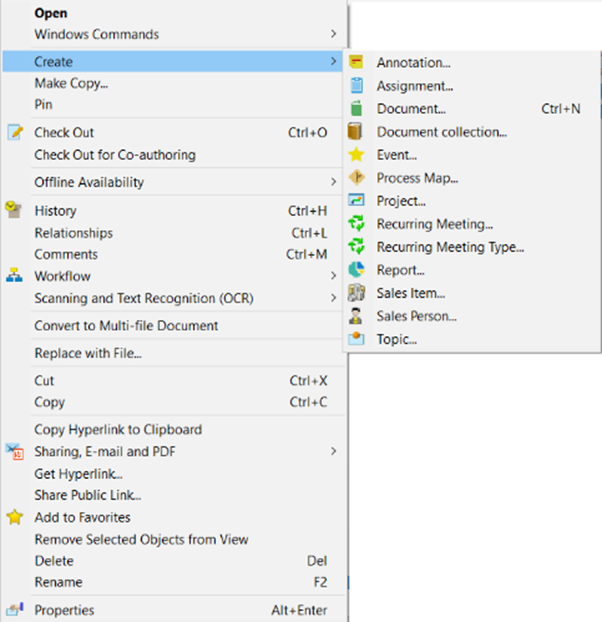 Open
Windows Commands
Create
Make Copy...
Pin
Check Out Ctrl+O
Check Out for Co-authoring
Offline Availability
History Ctrl+H
Relationships Ctrl+L
Comments Ctrl+M
Workflow
Scanning and Text Recognition (OCR)
Convert to Multi-file Document
Replace with File...
Cut Ctrl+X
Copy Ctrl+C
Copy Hyperlink to Clipboard
Sharing, E-mail and PDF
Get Hyperlink...
Share Public Link...
Add to Favorites
Remove Selected Objects from View
Delete Del
Rename F2
Properties Alt+Enter
Annotation...
Assignment...
Document... Ctrl+N
Document collection...
Event...
Process Map...
Project...
Recurring Meeting...
Recurring Meeting Type...
Report...
Sales Item...
Sales Person...
Topic...